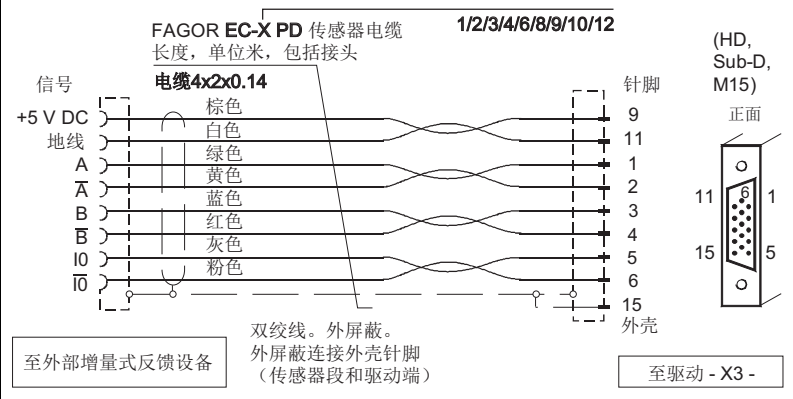 FAGOR EC-X PD 传感器电缆
1/2/3/4/6/8/9/10/12
长度，单位米，包括接头
电缆4x2x0.14
(HD,
Sub-D,
M15)
正面
信号
针脚
+5 V DC
棕色
9
地线
白色
11
A
绿色
1
A̅
黄色
2
B
蓝色
3
B̅
红色
4
I0
灰色
5
I̅0̅
粉色
6
15
外壳
11
6
1
15
5
双绞线。外屏蔽。
外屏蔽连接外壳针脚
（传感器段和驱动端）
至外部增量式反馈设备
至驱动 - X3 -